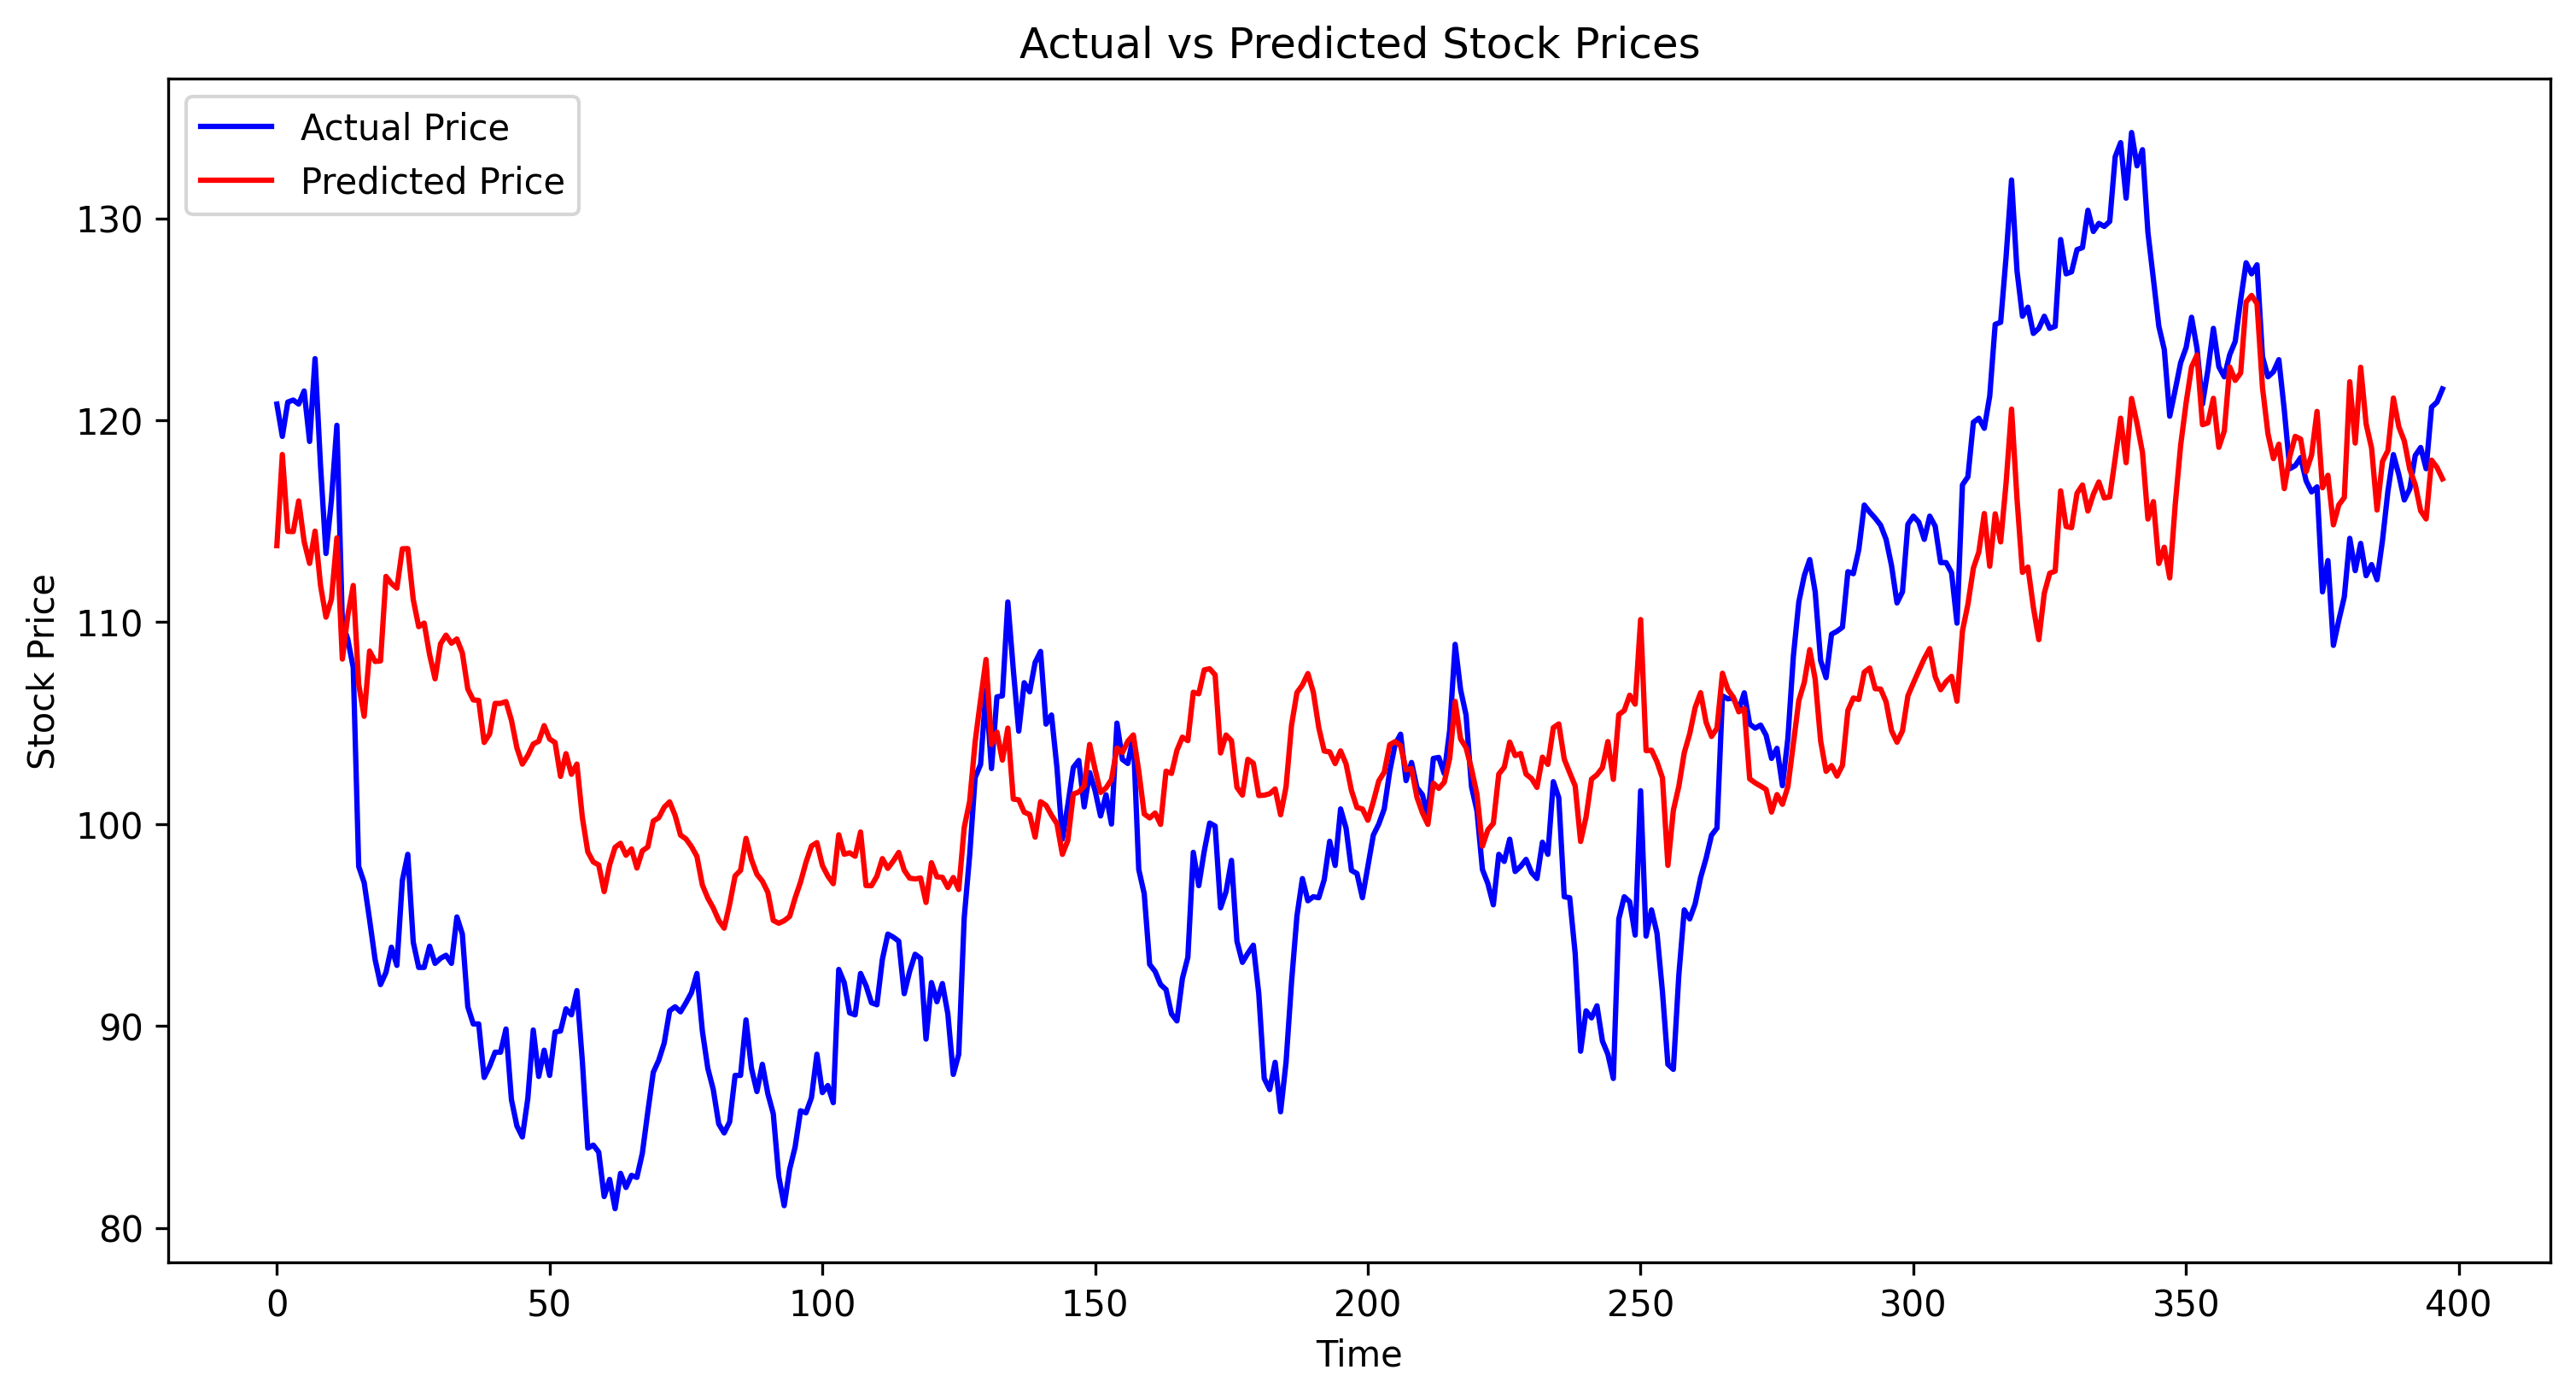 Actual vs Predicted Stock Prices
Actual Price
Predicted Price
Stock Price
130
120
110
100
90
80
0 50 100 150 200 250 300 350 400
Time